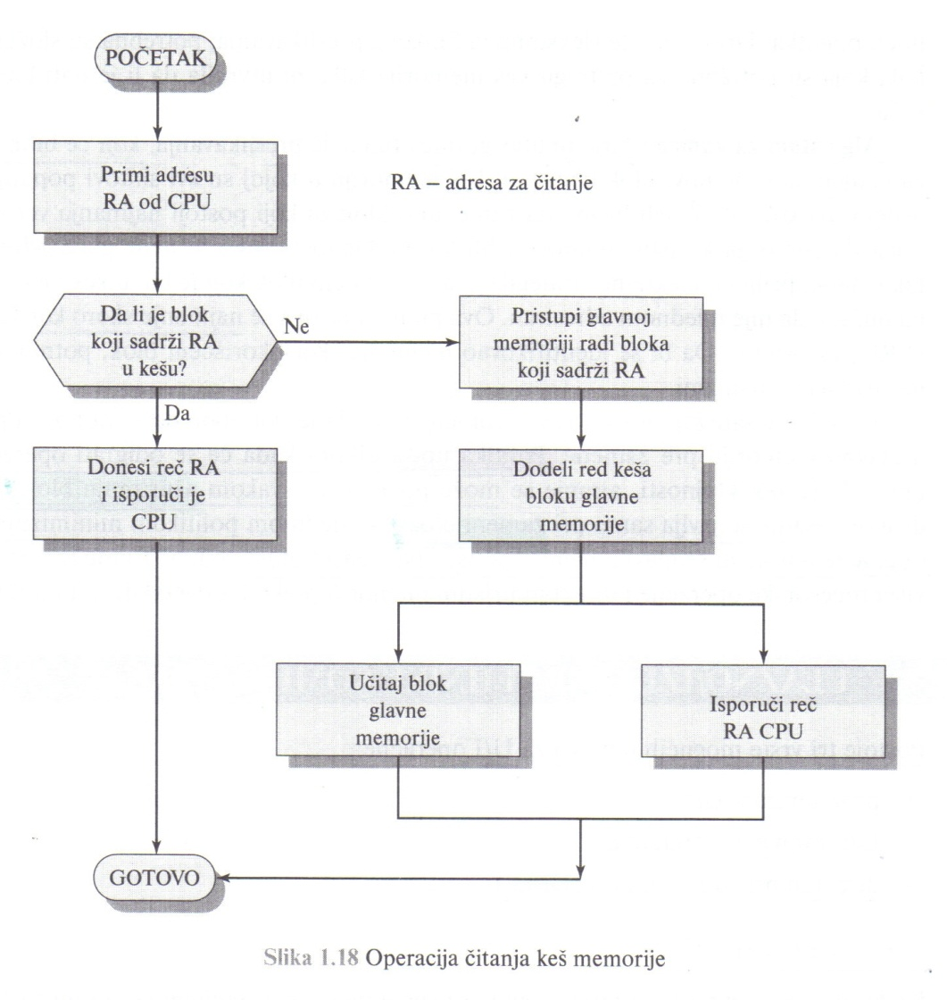 POČETAK
Primi adresu
RA od CPU
RA – adresa za čitanje
Da li je blok
koji sadrži RA
u kešu?
Ne
Da
Pristupi glavnoj
memoriji radi bloka
koji sadrži RA
Donesi reč RA
i isporuči je
CPU
Dodeli red keša
bloku glavne
memorije
Učitaj blok
glavne
memorije
Isporuči reč
RA CPU
GOTOVO
Slika 1.18 Operacija čitanja keš memorije